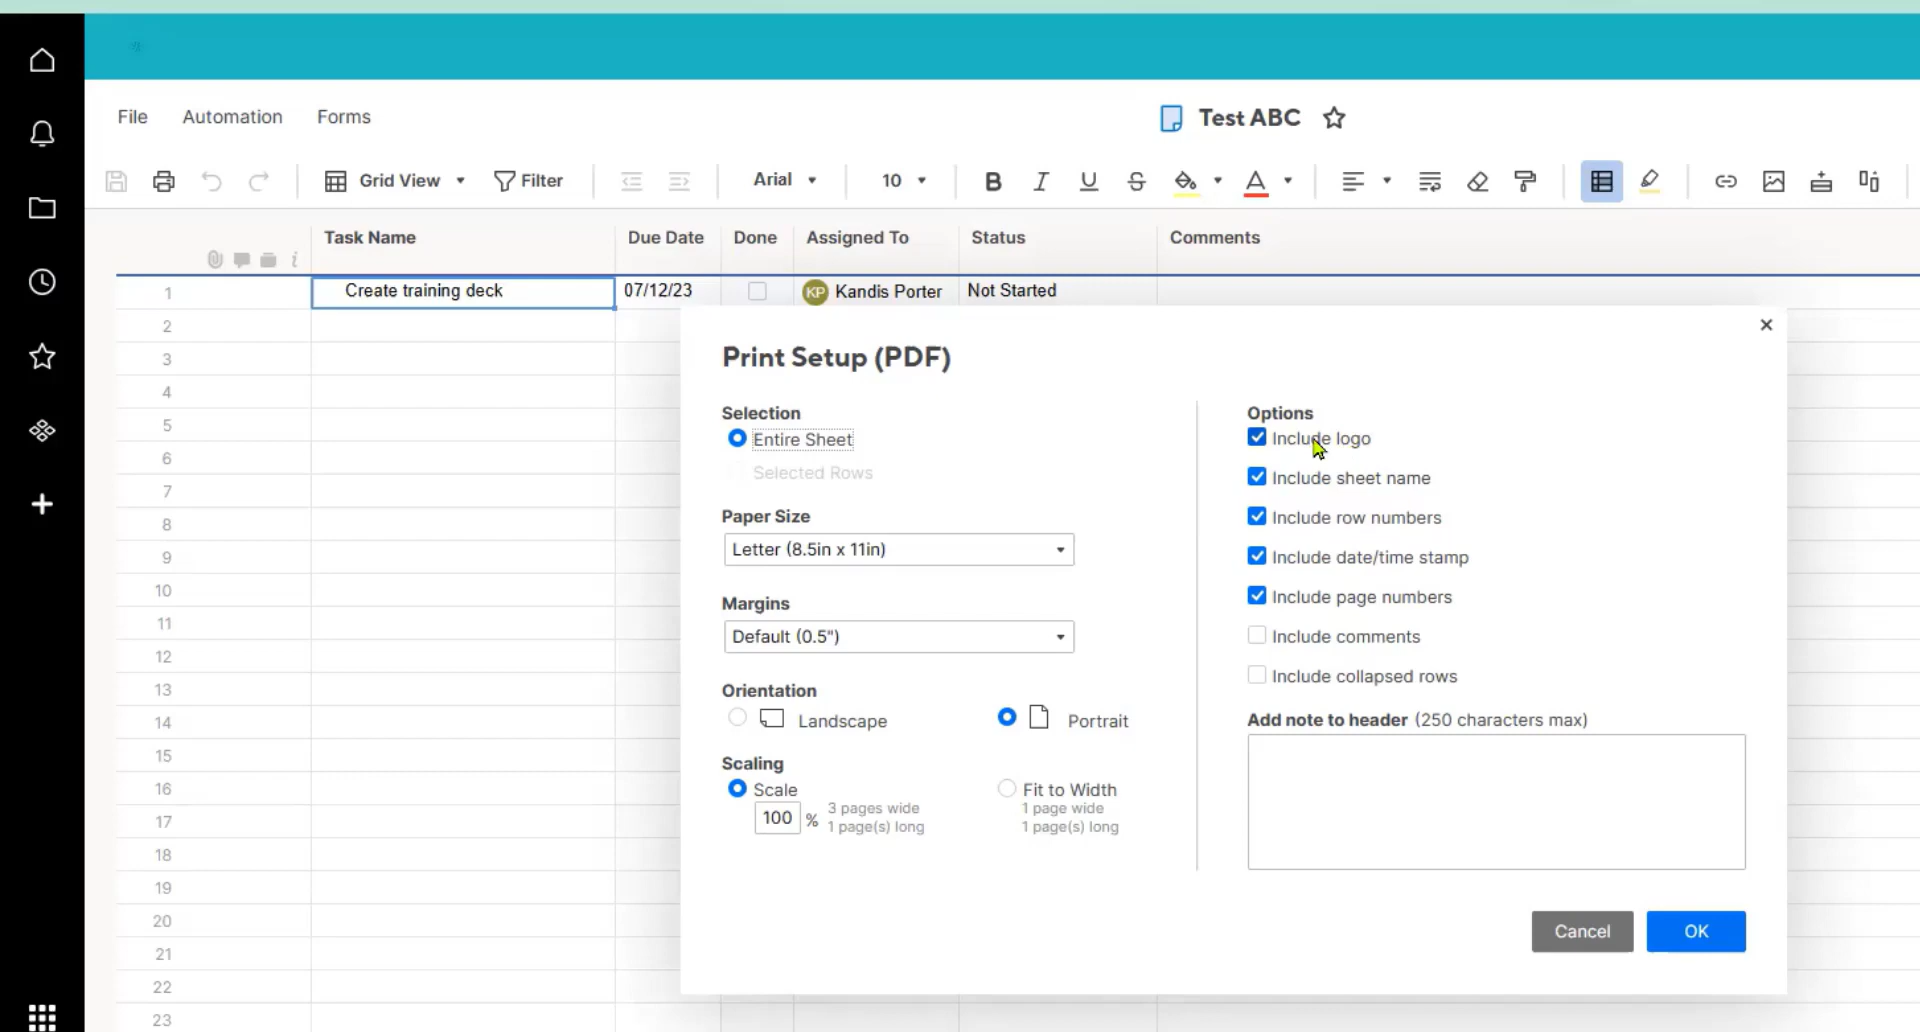 File Automation Forms
Test ABC
Grid View Filter Arial 10 B I U S A
Task Name Due Date Done Assigned To Status Comments
1 Create training deck 07/12/23 KP Kandis Porter Not Started
2
3
4
5
6
7
8
9
10
11
12
13
14
15
16
17
18
19
20
21
22
23
Print Setup (PDF)
Selection
Entire Sheet
Selected Rows
Paper Size
Letter (8.5in x 11in)
Margins
Default (0.5")
Orientation
Landscape Portrait
Scaling
Scale Fit to Width
100 % 3 pages wide 1 page wide
1 page(s) long 1 page(s) long
Options
Include logo
Include sheet name
Include row numbers
Include date/time stamp
Include page numbers
Include comments
Include collapsed rows
Add note to header (250 characters max)
Cancel OK